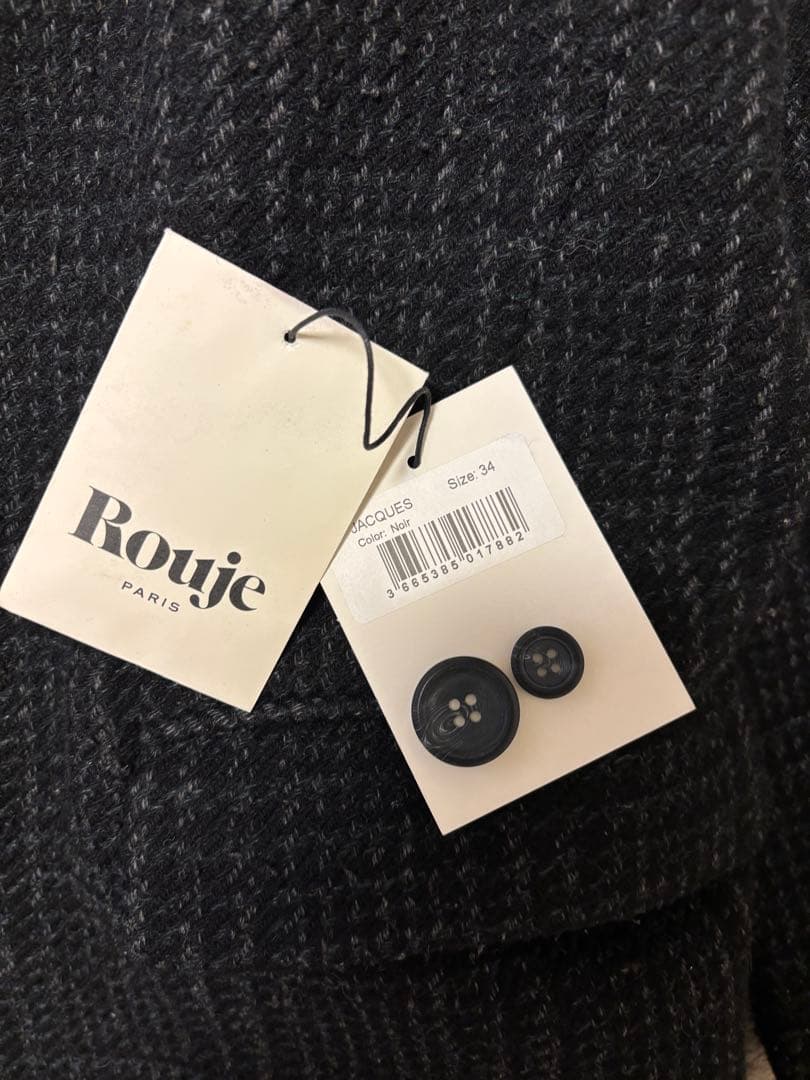 Rouje
PARIS
JACQUES
Size: 34
Color: Noir
3 665385 017882